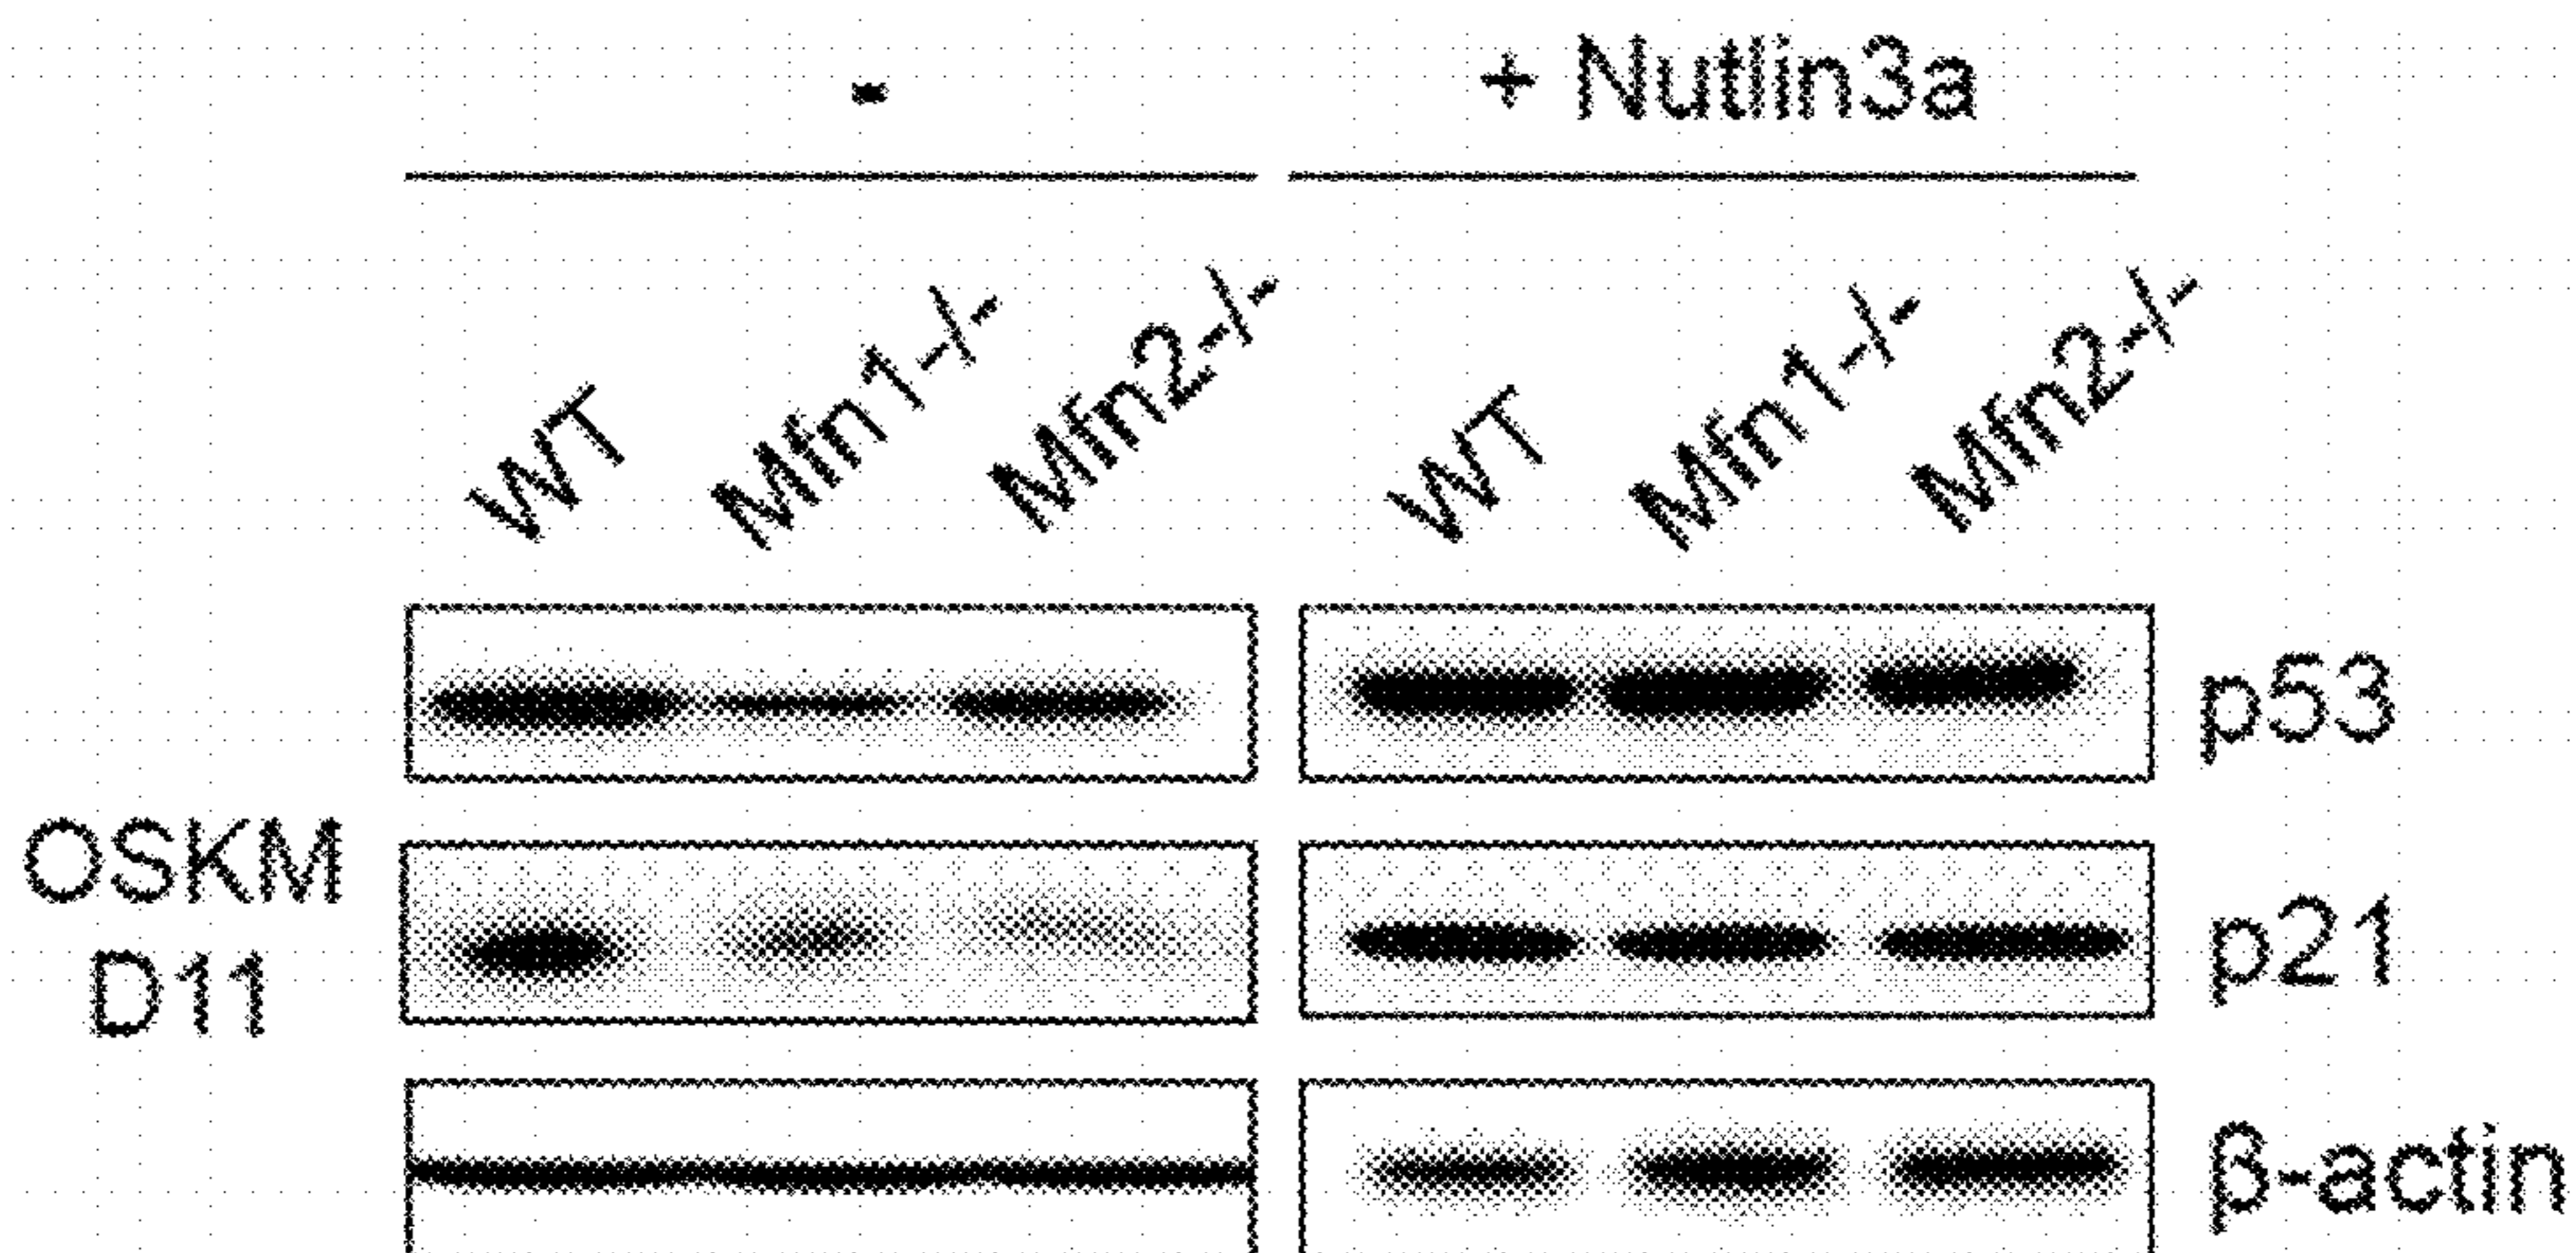 -
+ Nutlin3a
WT
Mfn1-/-
Mfn2-/-
WT
Mfn1-/-
Mfn2-/-
p53
OSKM
D11
p21
β-actin